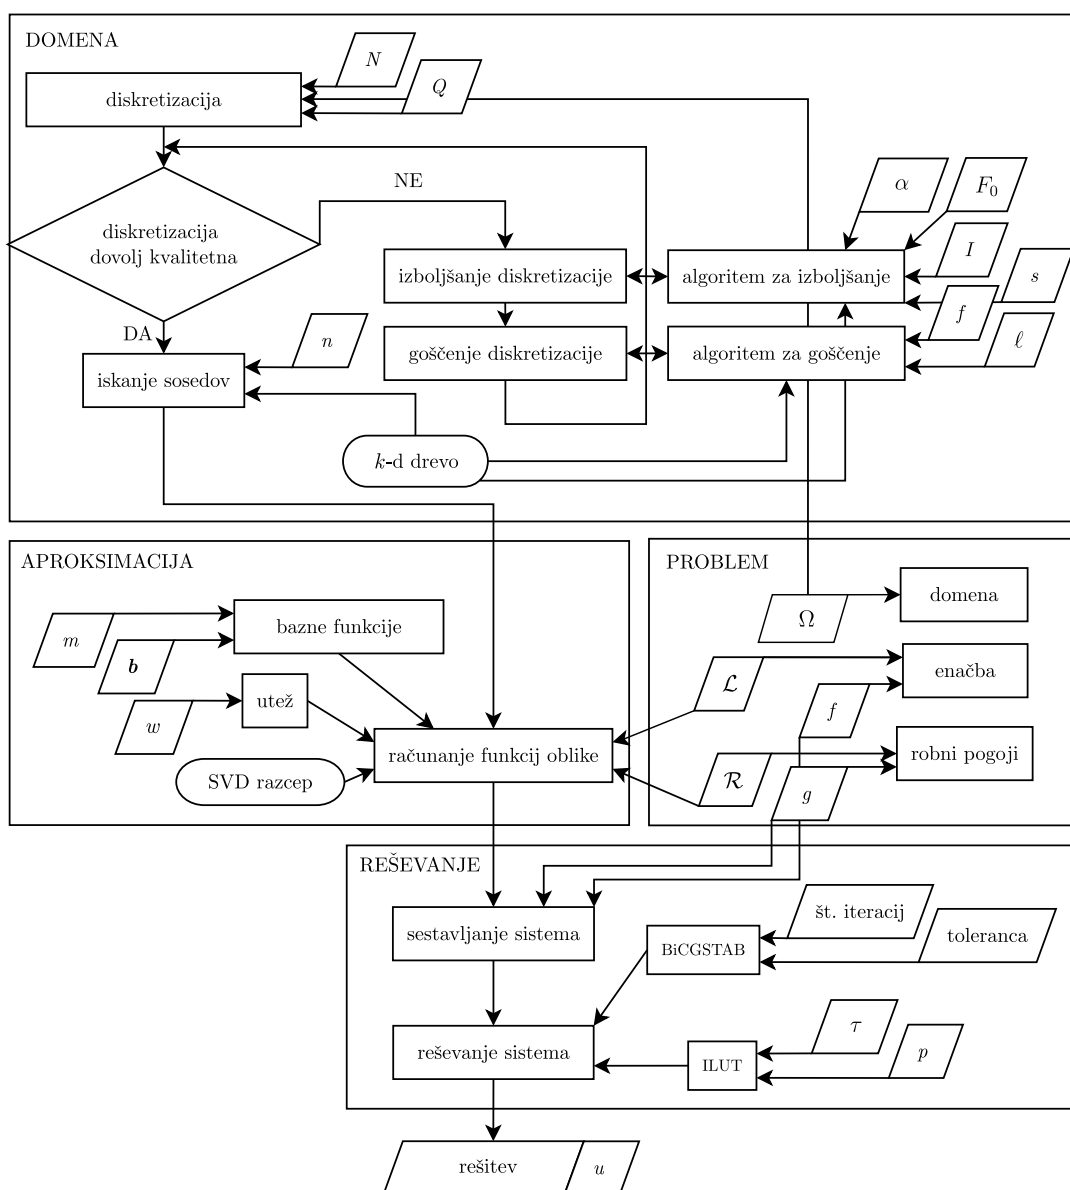 DOMENA
N
Q
diskretizacija
NE
α
F₀
diskretizacija
dovolj kvalitetna
I
izboljšanje diskretizacije
algoritem za izboljšanje
s
f
DA
n
goščenje diskretizacije
algoritem za goščenje
ℓ
iskanje sosedov
k-d drevo
APROKSIMACIJA
PROBLEM
m
bazne funkcije
b
w
utež
računanje funkcij oblike
SVD razcep
Ω
domena
ℒ
enačba
f
robni pogoji
ℛ
g
REŠEVANJE
sestavljanje sistema
BiCGSTAB
št. iteracij
toleranca
reševanje sistema
ILUT
τ
p
rešitev
u